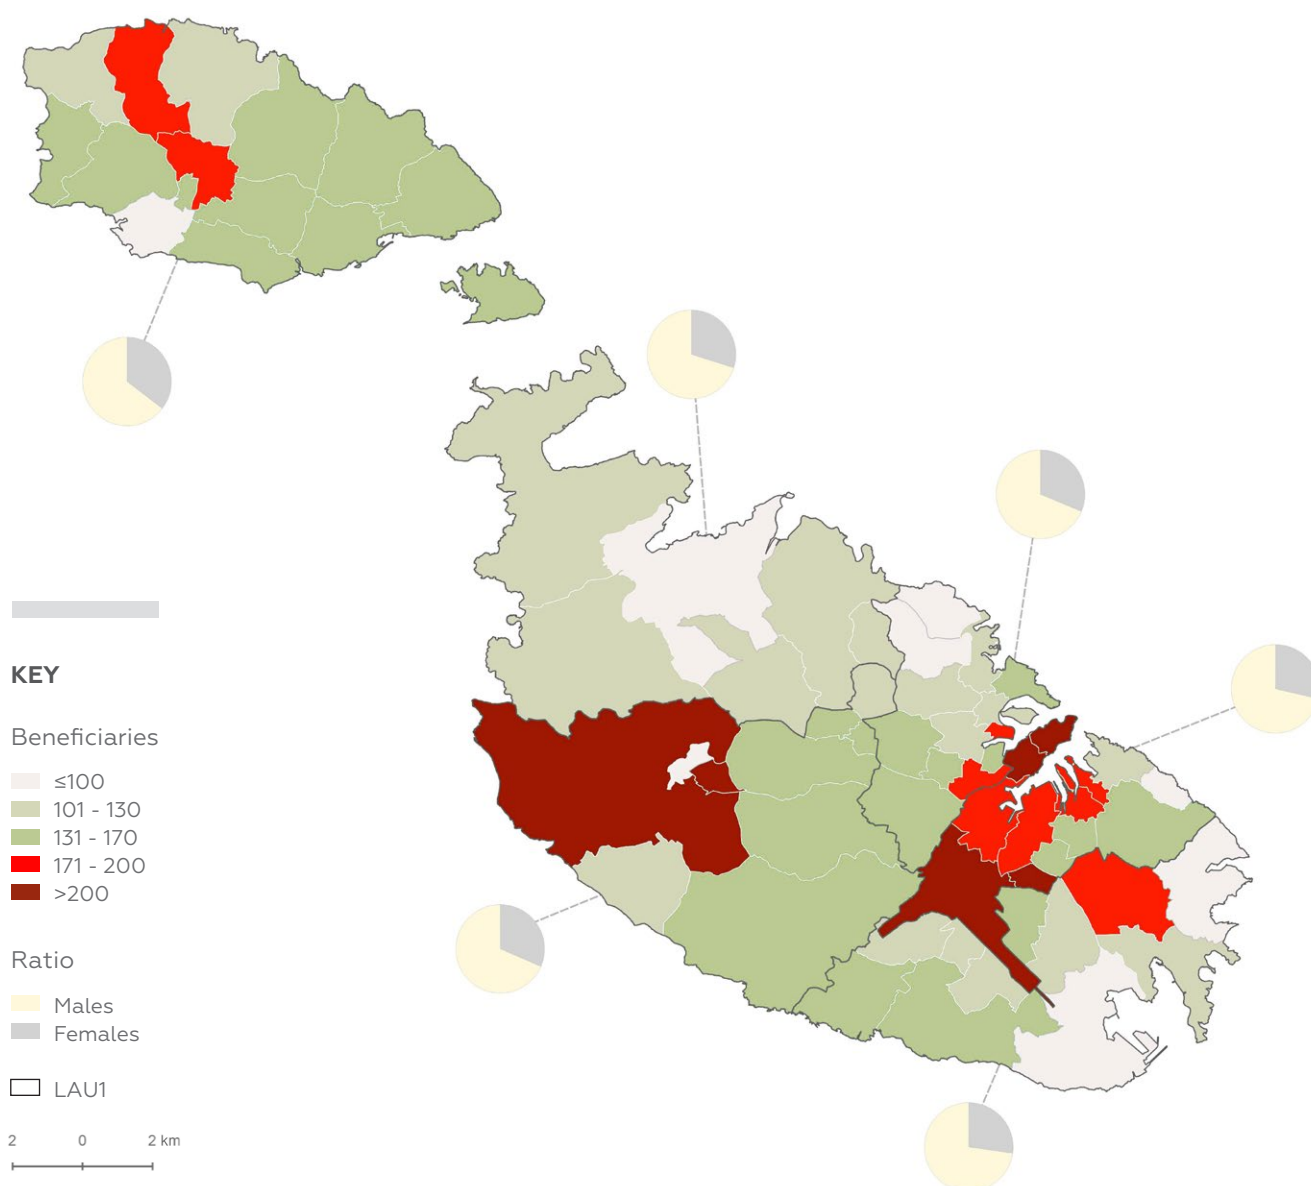 KEY
Beneficiaries
≤100
101 - 130
131 - 170
171 - 200
>200
Ratio
Males
Females
LAU1
2 0 2 km